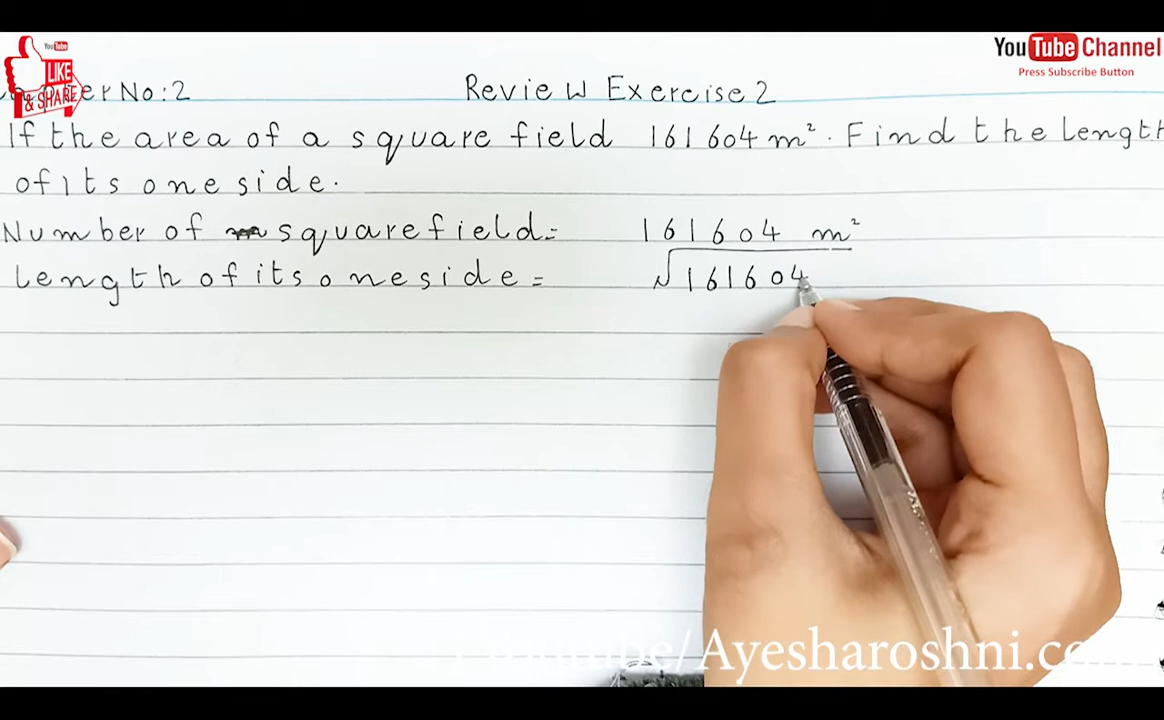 YouTube
LIKE
& SHARE
YouTube Channel
Press Subscribe Button
er No:2 Review Exercise 2
If the area of a square field 161604 m². Find the length
of its one side.
Number of square field = 161604 m²
length of its one side = √161604
/Ayesharoshni.co